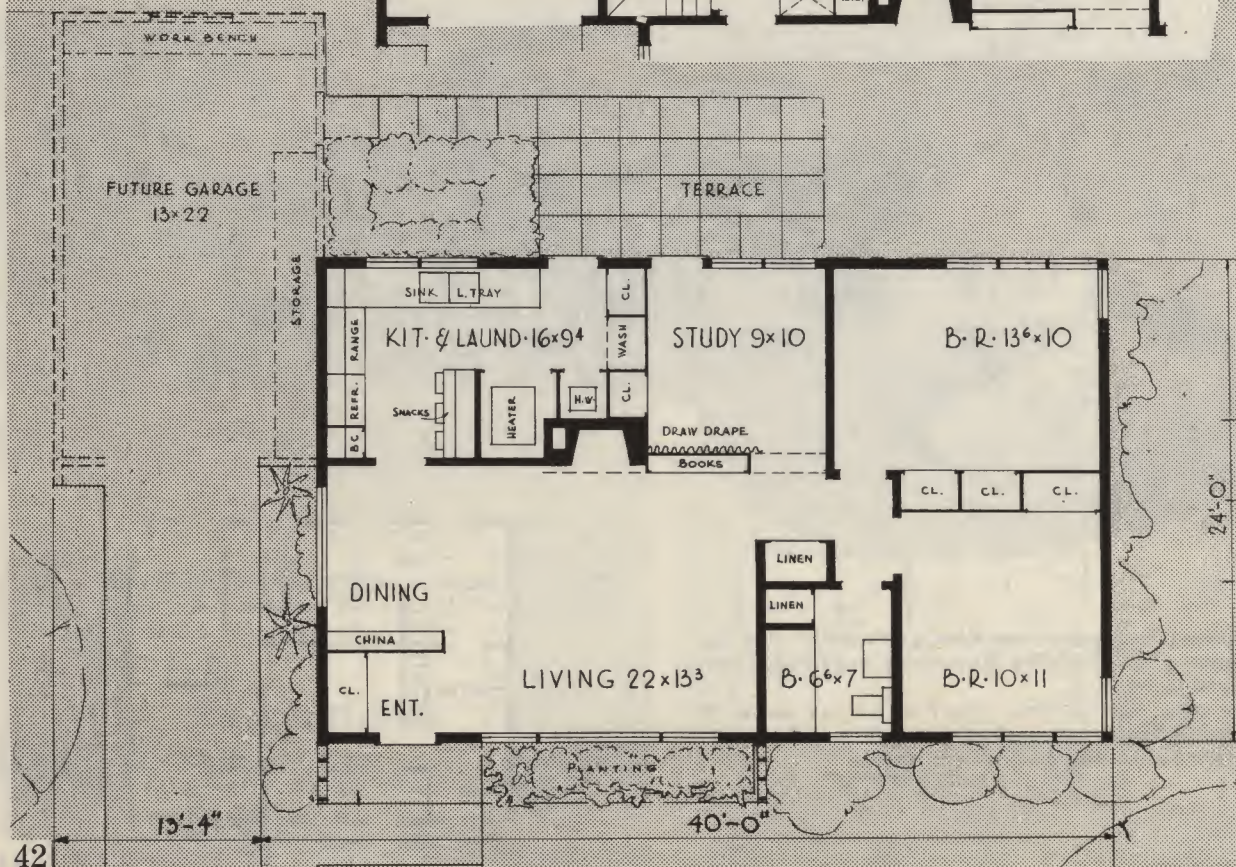 WORK BENCH
FUTURE GARAGE
13×22
STORAGE
TERRACE
SINK L. TRAY
RANGE
REFR.
B C
KIT. & LAUND. 16×9⁴
SNACKS
HEATER
H.W.
CL.
WASH
CL.
STUDY 9×10
DRAW DRAPE
BOOKS
B. R. 13⁶×10
CL.
CL.
CL.
24'-0"
DINING
CHINA
CL.
ENT.
LIVING 22×13³
LINEN
LINEN
B. 6⁶×7
B. R. 10×11
PLANTING
13'-4"
40'-0"
42